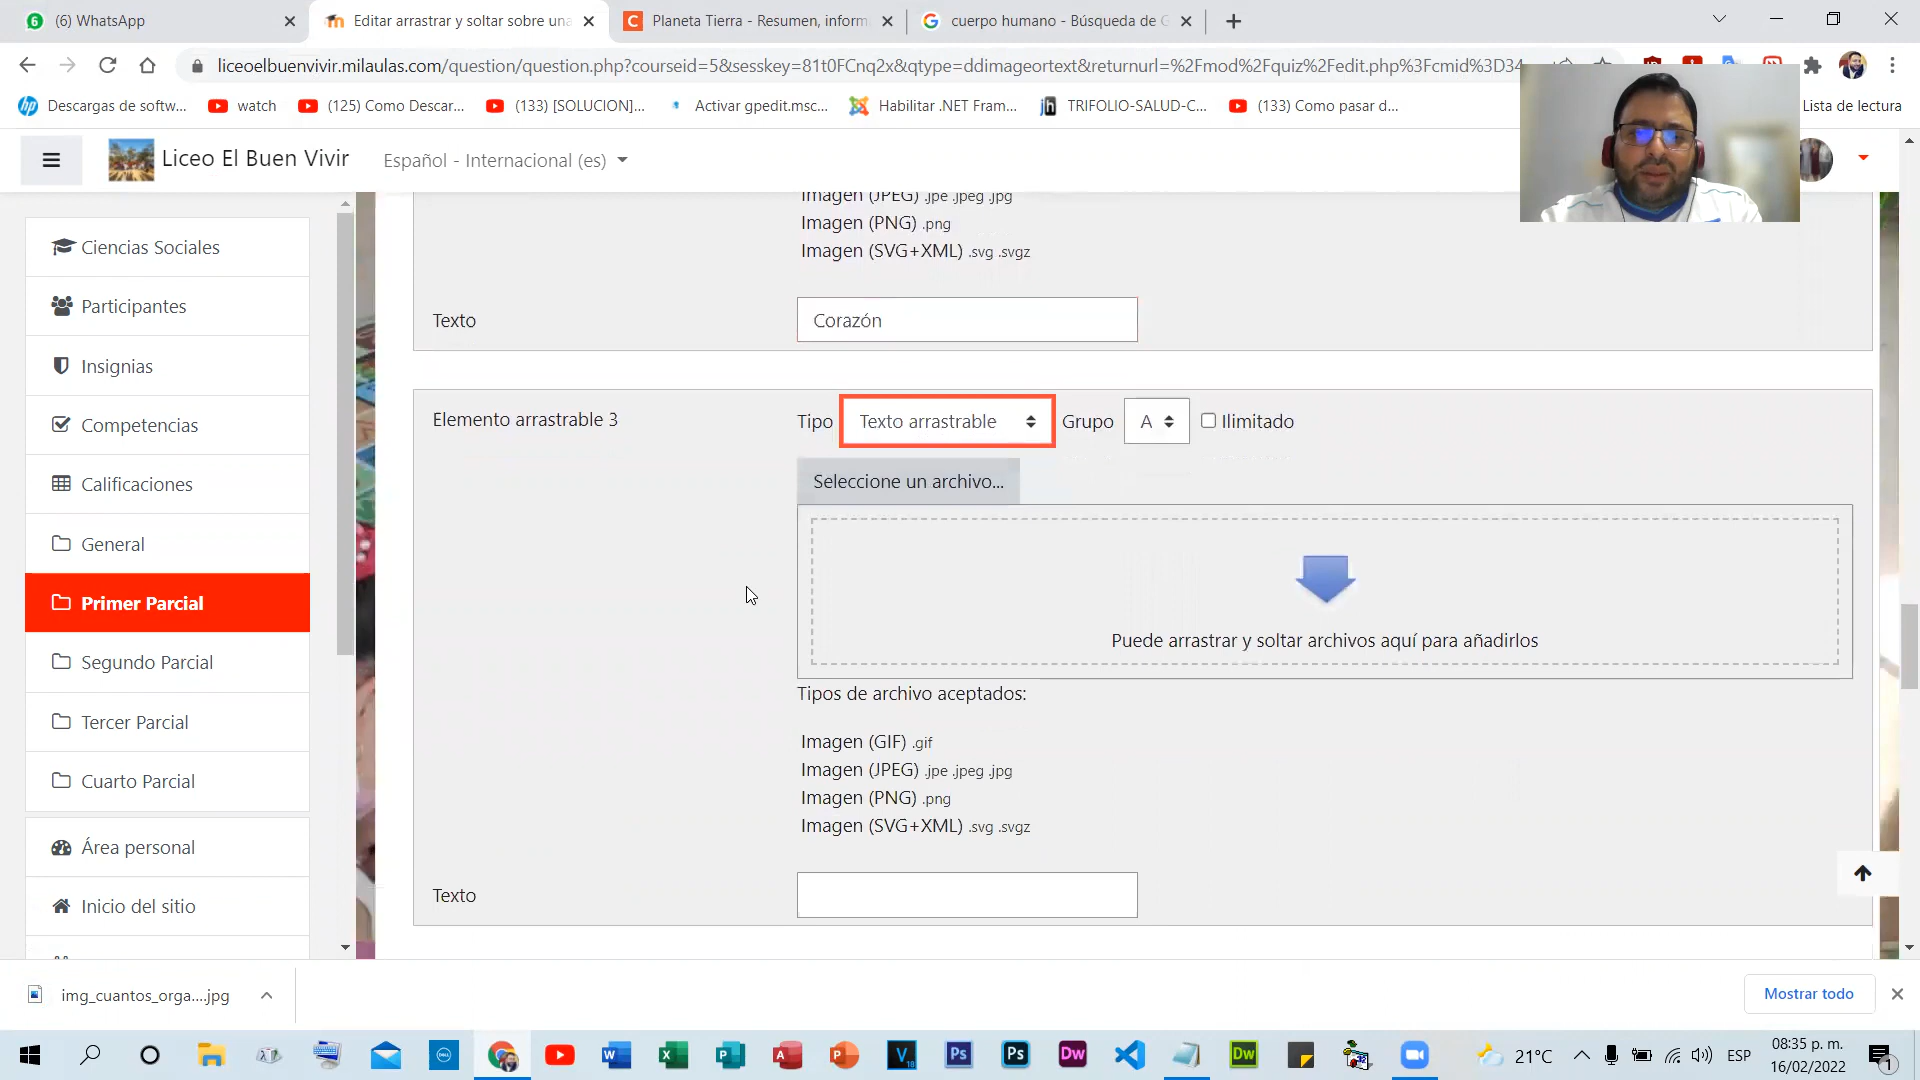 (6) WhatsApp
Editar arrastrar y soltar sobre una
Planeta Tierra - Resumen, inform
cuerpo humano - Búsqueda de G
liceoelbuenvivir.milaulas.com/question/question.php?courseid=5&sesskey=81t0FCnq2x&qtype=ddimageortext&returnurl=%2Fmod%2Fquiz%2Fedit.php%3Fcmid%3D34
Descargas de softw...
watch
(125) Como Descar...
(133) [SOLUCION]...
Activar gpedit.msc...
Habilitar .NET Fram...
TRIFOLIO-SALUD-C...
(133) Como pasar d...
Lista de lectura
Liceo El Buen Vivir
Español - Internacional (es)
Ciencias Sociales
Participantes
Insignias
Competencias
Calificaciones
General
Primer Parcial
Segundo Parcial
Tercer Parcial
Cuarto Parcial
Área personal
Inicio del sitio
Imagen (JPEG) .jpe .jpeg .jpg
Imagen (PNG) .png
Imagen (SVG+XML) .svg .svgz
Texto
Corazón
Elemento arrastrable 3
Tipo Texto arrastrable Grupo A Ilimitado
Seleccione un archivo...
Puede arrastrar y soltar archivos aquí para añadirlos
Tipos de archivo aceptados:
Imagen (GIF) .gif
Imagen (JPEG) .jpe .jpeg .jpg
Imagen (PNG) .png
Imagen (SVG+XML) .svg .svgz
Texto
img_cuantos_orga....jpg
Mostrar todo
21°C
ESP
08:35 p. m.
16/02/2022
1